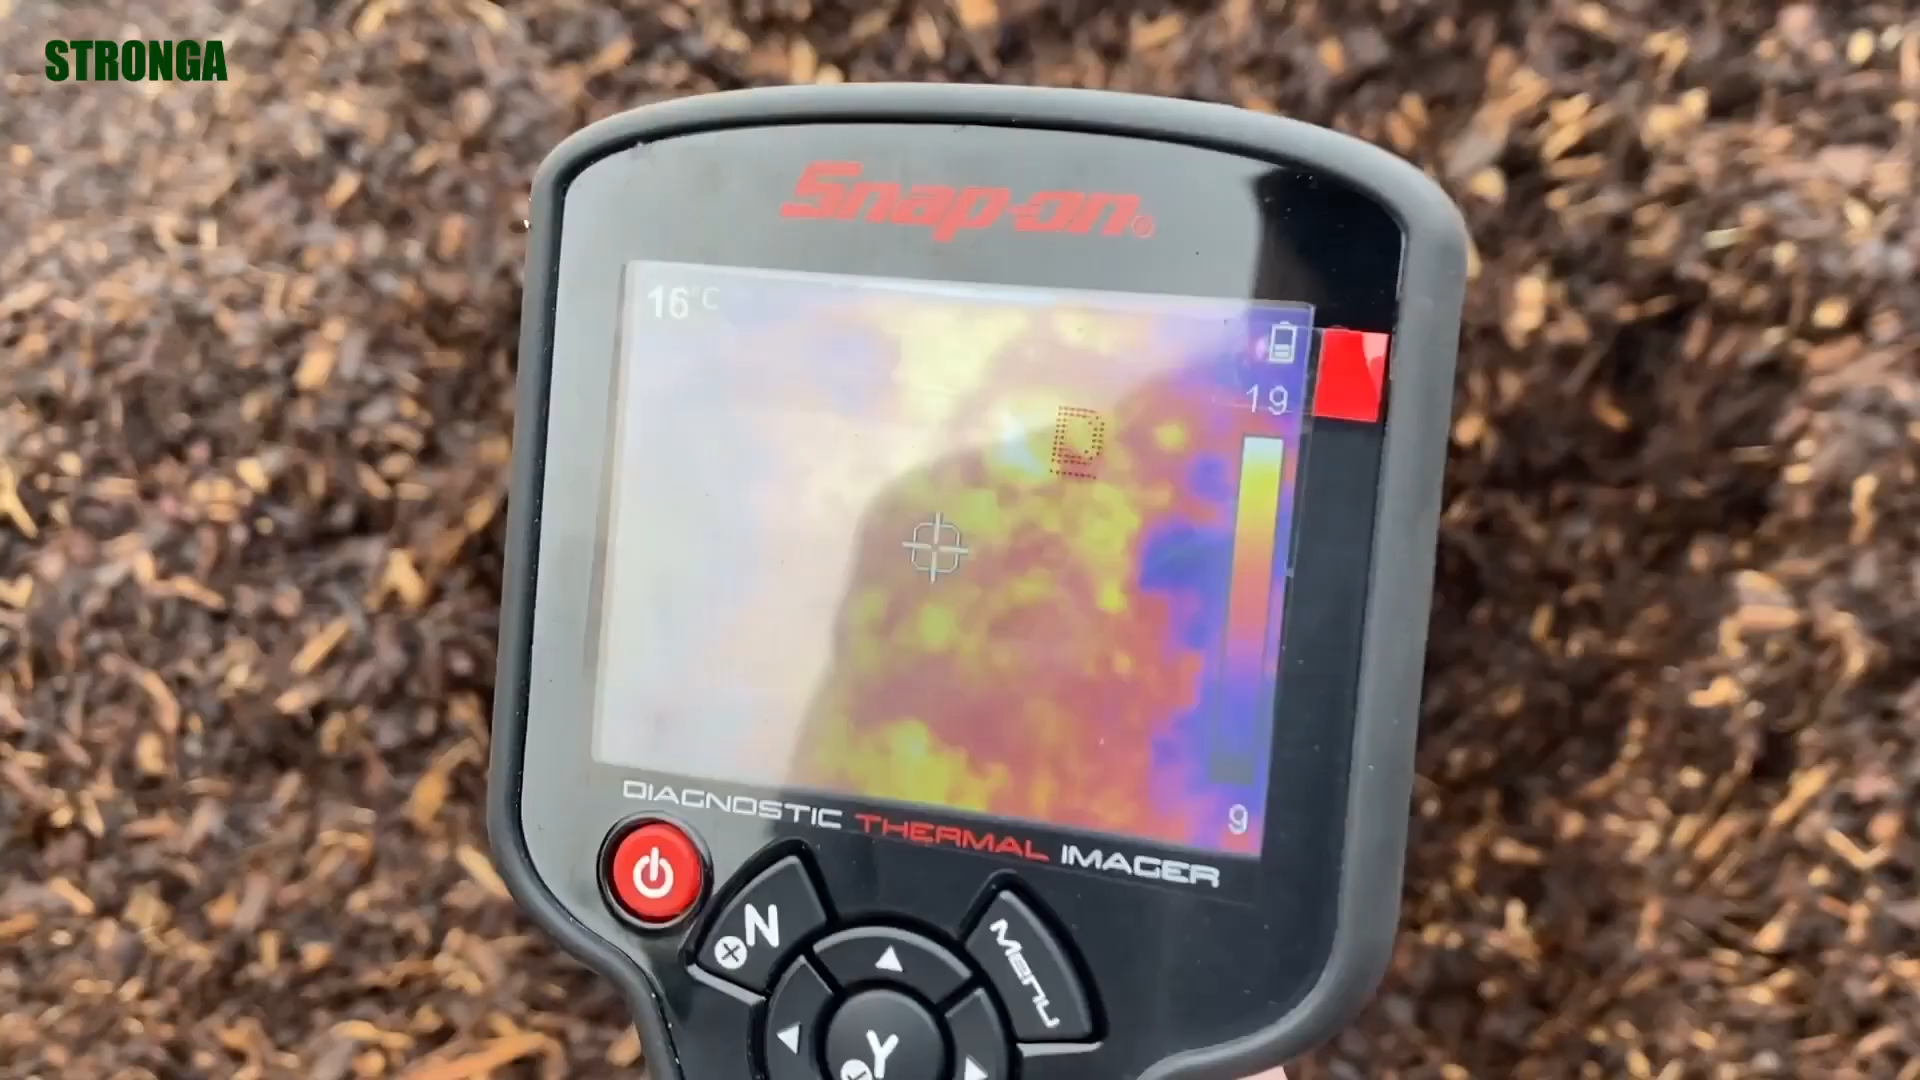 STRONGA
Snap-on®
16°C
19
9
DIAGNOSTIC THERMAL IMAGER
N
Menu
Y